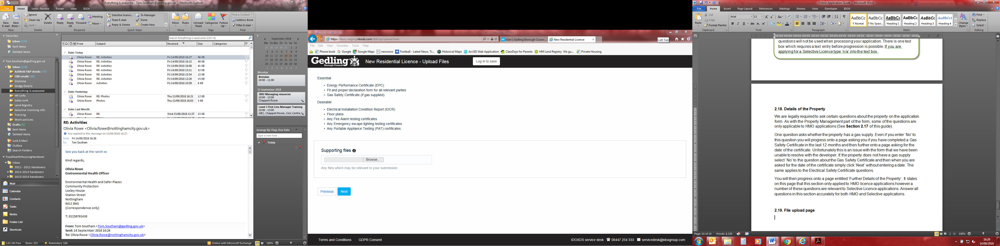 Everything is awesome - Tom.Southam@gedling.gov.uk - Microsoft Outlook
File Home Send / Receive Folder View IDOX
New E-mail
New Items
Ignore
Clean Up
Junk
Delete
Reply
Reply All
Forward
Meeting
More
Selective licensi...
Team E-mail
Reply & Delete
To Manager
Done
Create New
Move
Rules
Unread/ Read
Categorize
Follow Up
Find a Contact
Address Book
Filter E-mail
New Delete Respond Quick Steps Move Tags Find
Favorites
Inbox (129)
Sent Items
Deleted Items
Tom.Southam@gedling.gov.uk
Inbox (129)
Ashfield F&P checks (77)
CMI emails (48)
Diploma
Dodgy Emails
Everything is awesome
HR \info
Jukes Junk
Land Registry
Selective licensing info
Training
Work policies
Drafts [6]
Sent Items
Deleted Items
Junk E-Mail
Outbox
Search Folders
FoodHealthHousingHandover
Inbox
2011 - 2012 Handovers
2012-2013 handovers
2013-2014 handovers
Mail
Calendar
Contacts
Tasks
Notes
Folder List
Shortcuts
1.02 GB Free Items: 232 Reminders: 538
Search Everything is awesome (Ctrl+E)
From Subject Received Size Categories
Date: Today
Olivia Rowe RE: Activities Fri 14/09/2018 16:27 56 KB
Olivia Rowe RE: Activities Fri 14/09/2018 16:22 49 KB
Olivia Rowe RE: Activities Fri 14/09/2018 16:08 41 KB
Olivia Rowe RE: Activities Fri 14/09/2018 15:11 32 KB
Olivia Rowe RE: Activities Fri 14/09/2018 13:54 22 KB
Olivia Rowe RE: Activities Fri 14/09/2018 12:20 15 KB
Olivia Rowe Activities Fri 14/09/2018 10:39 6 KB
Date: Yesterday
Olivia Rowe RE: Photos Thu 13/09/2018 16:21 12 KB
Olivia Rowe Photos Thu 13/09/2018 16:03 5 KB
Date: Last Month
Olivia Rowe RE: Wed 15/08/2018 11:37 13 KB
RE: Activities
Olivia Rowe <Olivia.Rowe@nottinghamcity.gov.uk>
You replied to this message on 14/09/2018 16:27.
Sent: Fri 14/09/2018 16:26
To: Tom Southam
See you back at the ranch xx
Kind regards,
Olivia Rowe
Environmental Health Officer
Environmental Health and Safer Places
Community Protection
Loxley House
Station Street
Nottingham
NG2 3NG
(Correspondence only)
T: 01158761430
From: Tom Southam <Tom.Southam@gedling.gov.uk>
Sent: 14 September 2018 16:24
To: Olivia Rowe <Olivia.Rowe@nottinghamcity.gov.uk>
Online with Microsoft Exchange 100%
September 2018
Mo Tu We Th Fr Sa Su
27 28 29 30 31 1 2
3 4 5 6 7 8 9
10 11 12 13 14 15 16
17 18 19 20 21 22 23
24 25 26 27 28 29 30
1 2 3 4 5 6 7
Monday
Brendan
10:00 - 11:00
25 September 2018
3002 Managing resources
10:00 - 13:00
Chappell Room
Level 3 First Line Manager Training
10:00 - 13:00
GBC, Chappell Room, Civic Centre,
Arrange By: Flag: Due Date
Type a new task
Today
https://test2.staging.idoxds.com/dsfx/xp/upload/load
iGen | Gedling Borough Counc...
New Residential Licence
Left Tab
File Edit View Favorites Tools Help
Phone book Google Google Maps newsnow Football - Latest News, Tr... Historical Maps ArcGIS Web Application ClassDojo for Parents HM Land Registry We gu... Private Housing
Gedling
Borough Council
New Residential Licence - Upload Files
Log in to save
Essential
• Energy Performance Certificate (EPC)
• Fit and proper declaration form for all relevant parties
• Gas Safety Certificate (if gas supplied)
Desirable
• Electrical Installation Condition Report (EICR)
• Floor plans
• Any Fire Alarm testing certificates
• Any Emergency escape lighting testing certificates
• Any Portable Appliance Testing (PAT) certificates
Supporting files
Browse...
Any files which may be relevant to your submission
Previous Next
Terms and Conditions GDPR Consent
IDOXDS service desk 08447 254 333 servicedesk@idoxgroup.com
Online Application Guide - Microsoft Word
File Home Insert Page Layout References Mailings Review View Developer IDOX
Paste
Cut
Copy
Format Painter
Arial 12
AaBbCc Normal
AaBbCc No Spaci...
AaBbCc Heading 1
AaBbCc Heading 2
AaBbCc Heading 3
AaBbCcI Heading 4
Change Styles
Find
Replace
Select
Clipboard Font Paragraph Styles Editing
questions will not be used when processing your application. There is one text
box which requires a text entry before progression is possible. If you are
applying for a Selective Licence type 'n/a' into the text box.
2.18. Details of the Property
We are legally required to ask certain questions about the property on the application
form. As with the Property Management part of the form, some of the questions are
only applicable to HMO applications (See Section 2.17 of this guide).
One question asks whether the property has a gas supply. Even if you enter 'No' to
this question you will progress onto a page asking you if you have completed a Gas
Safety Certificate in the last 12 months and then further onto a page asking for the
date of the certificate. Unfortunately this is an issue with the form that we have been
unable to resolve with the developer. If the property does not have a gas supply
select 'No' to the question about the Gas Safety Certificate and then when you are
asked for the date of the certificate simply click 'Next' without entering a date. The
same applies to the Electrical Safety Certificate questions.
You will then progress onto a page entitled 'Further Details of the Property'. It states
on this page that this section only applied to HMO licence applications however a
number of these questions are relevant to Selective Licence applications. Answer all
questions in this section accurately for both HMO and Selective applications.
2.19. File upload page
Page: 14 of 14 Words: 4,220 100%
16:29
14/09/2018